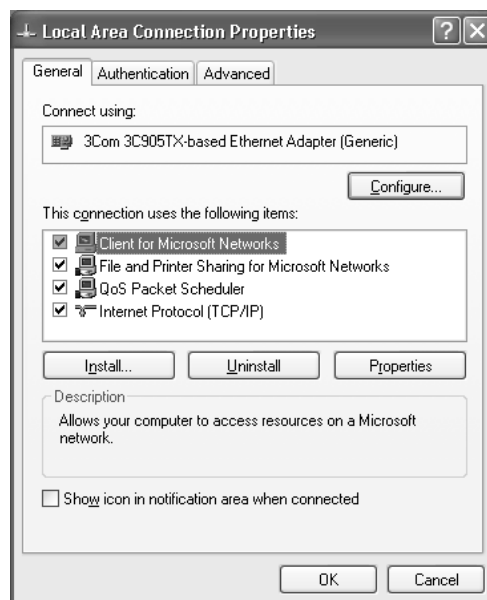 Local Area Connection Properties
General Authentication Advanced
Connect using:
3Com 3C905TX-based Ethernet Adapter (Generic)
Configure...
This connection uses the following items:
Client for Microsoft Networks
File and Printer Sharing for Microsoft Networks
QoS Packet Scheduler
Internet Protocol (TCP/IP)
Install... Uninstall Properties
Description
Allows your computer to access resources on a Microsoft
network.
Show icon in notification area when connected
OK Cancel